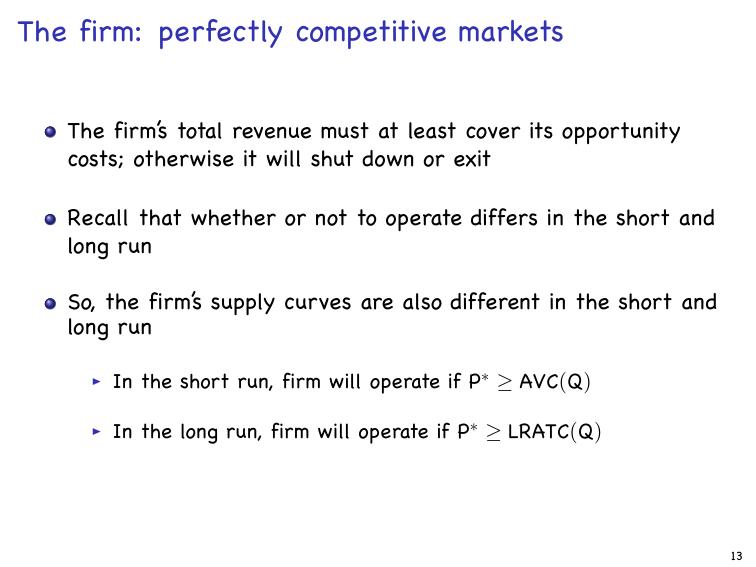 The firm: perfectly competitive markets
The firm's total revenue must at least cover its opportunity
costs; otherwise it will shut down or exit
Recall that whether or not to operate differs in the short and
long run
So, the firm's supply curves are also different in the short and
long run
In the short run, firm will operate if P* ≥ AVC(Q)
In the long run, firm will operate if P* ≥ LRATC(Q)
13